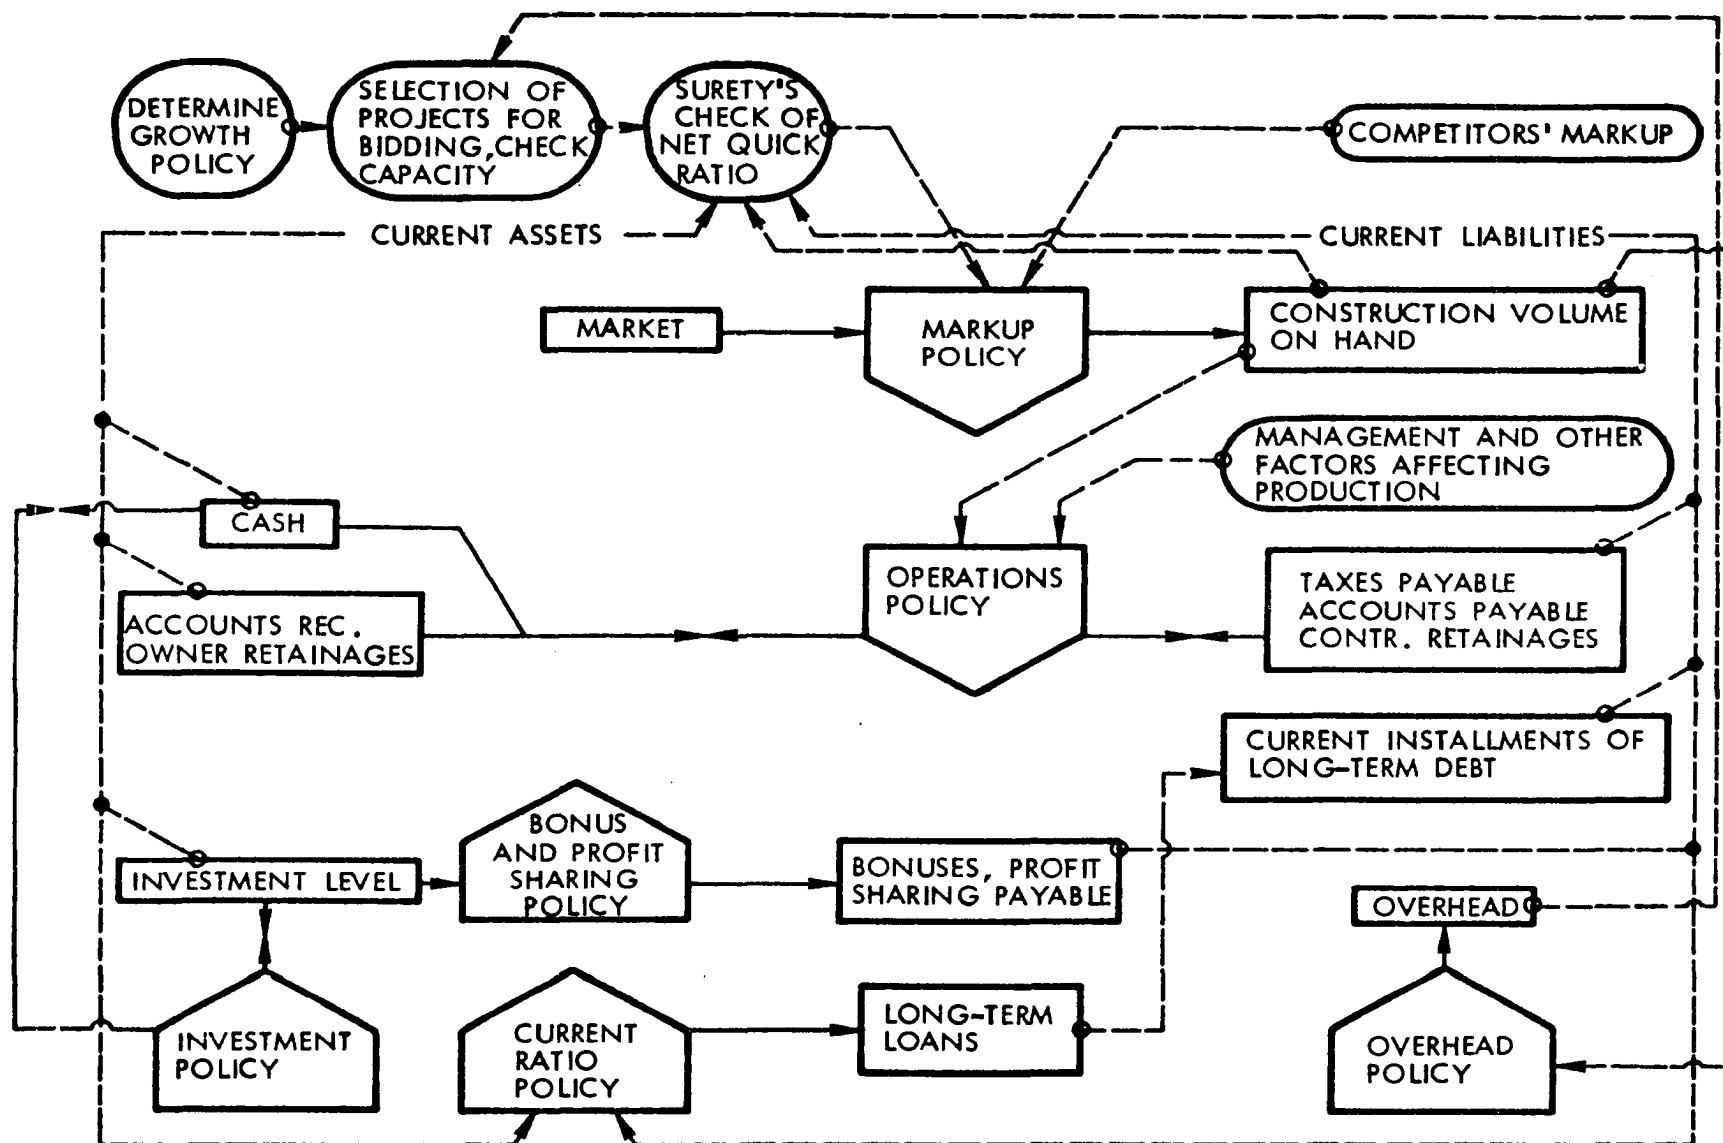 DETERMINE
GROWTH
POLICY
SELECTION OF
PROJECTS FOR
BIDDING, CHECK
CAPACITY
SURETY'S
CHECK OF
NET QUICK
RATIO
COMPETITORS' MARKUP
CURRENT ASSETS
CURRENT LIABILITIES
MARKET
MARKUP
POLICY
CONSTRUCTION VOLUME
ON HAND
MANAGEMENT AND OTHER
FACTORS AFFECTING
PRODUCTION
CASH
ACCOUNTS REC.
OWNER RETAINAGES
OPERATIONS
POLICY
TAXES PAYABLE
ACCOUNTS PAYABLE
CONTR. RETAINAGES
CURRENT INSTALLMENTS OF
LONG-TERM DEBT
BONUS
AND PROFIT
SHARING
POLICY
INVESTMENT LEVEL
BONUSES, PROFIT
SHARING PAYABLE
OVERHEAD
INVESTMENT
POLICY
CURRENT
RATIO
POLICY
LONG-TERM
LOANS
OVERHEAD
POLICY